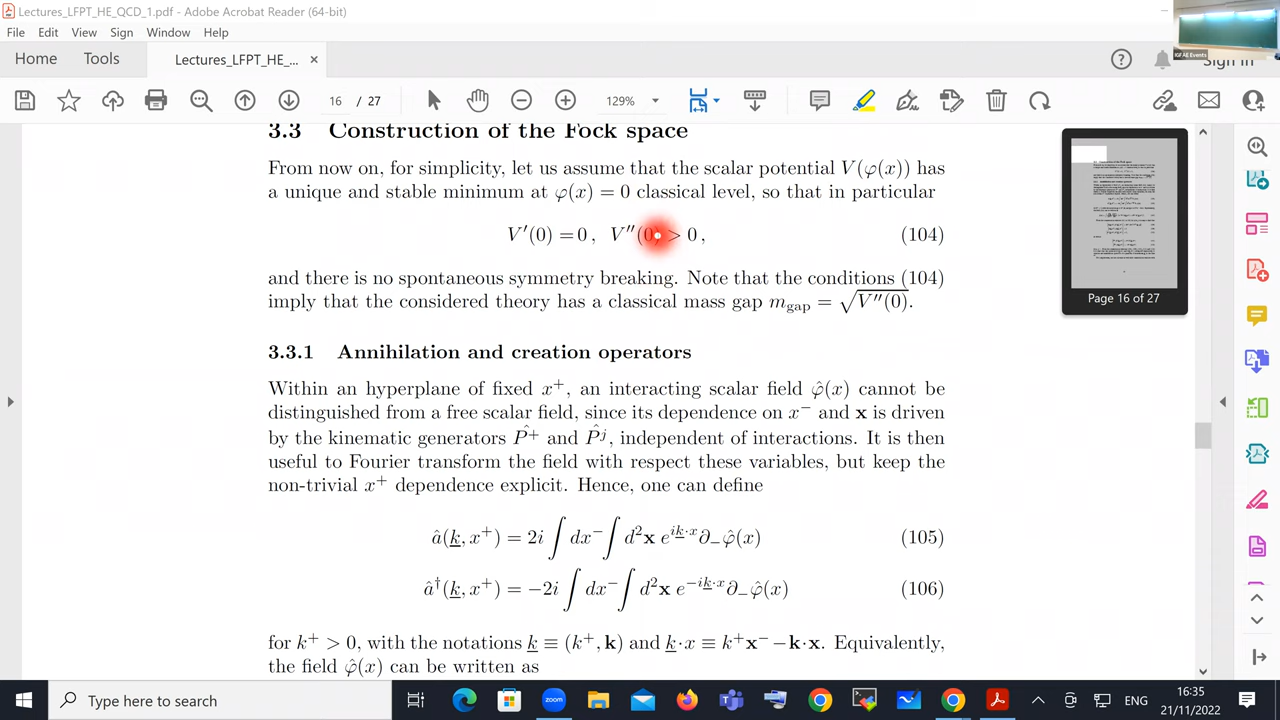 Lectures_LFPT_HE_QCD_1.pdf - Adobe Acrobat Reader (64-bit)
File Edit View Sign Window Help
IGFAE Events
Home Tools Lectures_LFPT_HE_... × Sign In
16 / 27 129%
3.3 Construction of the Fock space
From now on, for simplicity, let us assume that the scalar potential V(φ(x)) has
a unique and stable minimum at φ(x) = 0 classical level, so that in particular
V′(0) = 0 , V″(0) > 0 , (104)
and there is no spontaneous symmetry breaking. Note that the conditions (104)
imply that the considered theory has a classical mass gap m_gap = √V″(0).
3.3.1 Annihilation and creation operators
Within an hyperplane of fixed x⁺, an interacting scalar field φ̂(x) cannot be
distinguished from a free scalar field, since its dependence on x⁻ and 𝐱 is driven
by the kinematic generators P̂⁺ and P̂ʲ, independent of interactions. It is then
useful to Fourier transform the field with respect these variables, but keep the
non-trivial x⁺ dependence explicit. Hence, one can define
â(k̲, x⁺) = 2i ∫ dx⁻ ∫ d²𝐱 e^{ik̲·x} ∂₋φ̂(x) (105)
â†(k̲, x⁺) = −2i ∫ dx⁻ ∫ d²𝐱 e^{−ik̲·x} ∂₋φ̂(x) (106)
for k⁺ > 0, with the notations k̲ ≡ (k⁺, 𝐤) and k̲·x ≡ k⁺𝐱⁻ − 𝐤·𝐱. Equivalently,
the field φ̂(x) can be written as
Page 16 of 27
Type here to search
zoom
ENG
16:35
21/11/2022